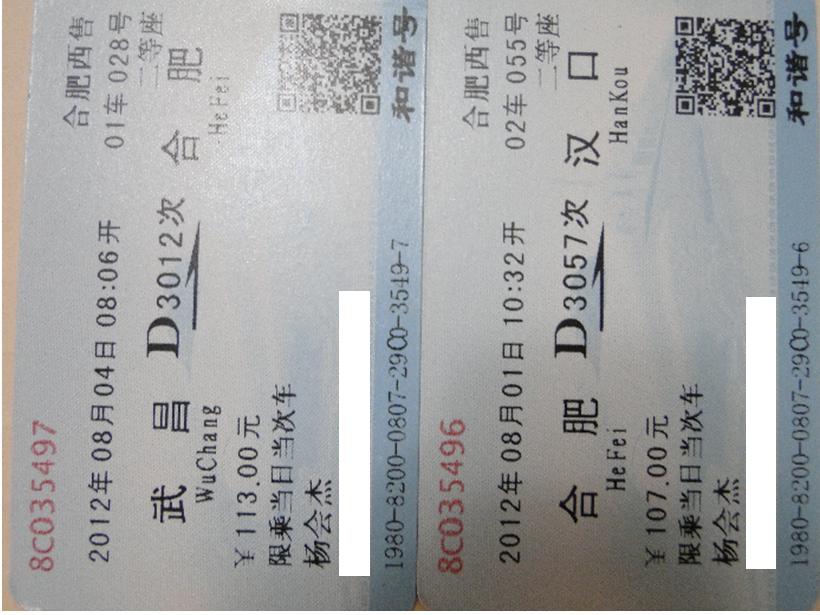 8C035497
合肥西售
2012年08月04日 08:06开
01车 028号
二等座
武昌
D3012次
合肥
WuChang
HeFei
￥113.00元
限乘当日当次车
杨会杰
1980-8200-0807-29C0-3549-7
和谐号
8C035496
合肥西售
2012年08月01日 10:32开
02车 055号
二等座
合肥
D3057次
汉口
HeFei
HanKou
￥107.00元
限乘当日当次车
杨会杰
1980-8200-0807-29C0-3549-6
和谐号